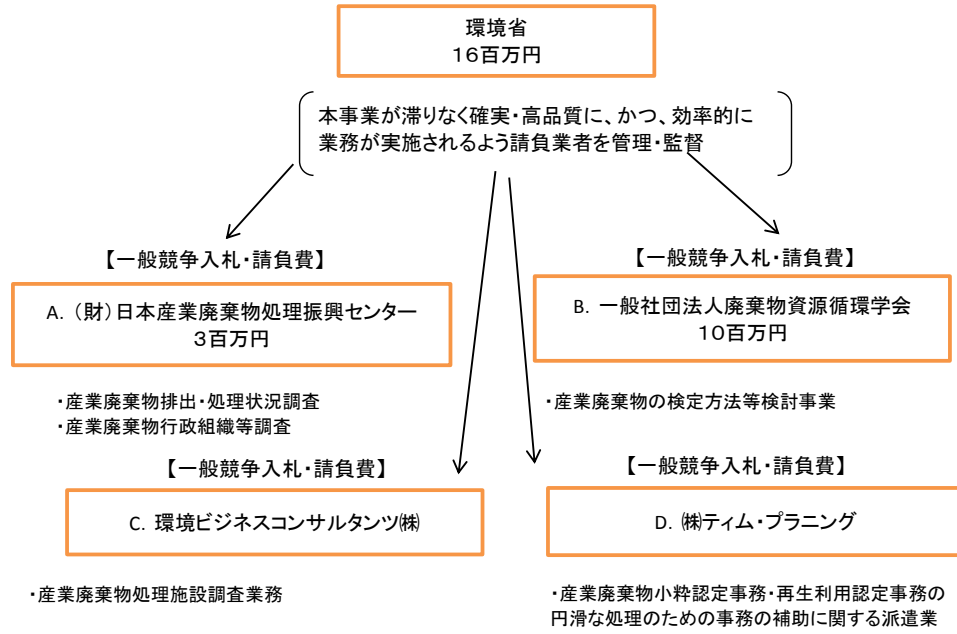 環境省
16百万円
本事業が滞りなく確実・高品質に、かつ、効率的に
業務が実施されるよう請負業者を管理・監督
【一般競争入札・請負費】
A. (財)日本産業廃棄物処理振興センター
3百万円
・産業廃棄物排出・処理状況調査
・産業廃棄物行政組織等調査
【一般競争入札・請負費】
B. 一般社団法人廃棄物資源循環学会
10百万円
・産業廃棄物の検定方法等検討事業
【一般競争入札・請負費】
C. 環境ビジネスコンサルタンツ㈱
・産業廃棄物処理施設調査業務
【一般競争入札・請負費】
D. ㈱ティム・プラニング
・産業廃棄物小粋認定事務・再生利用認定事務の
円滑な処理のための事務の補助に関する派遣業